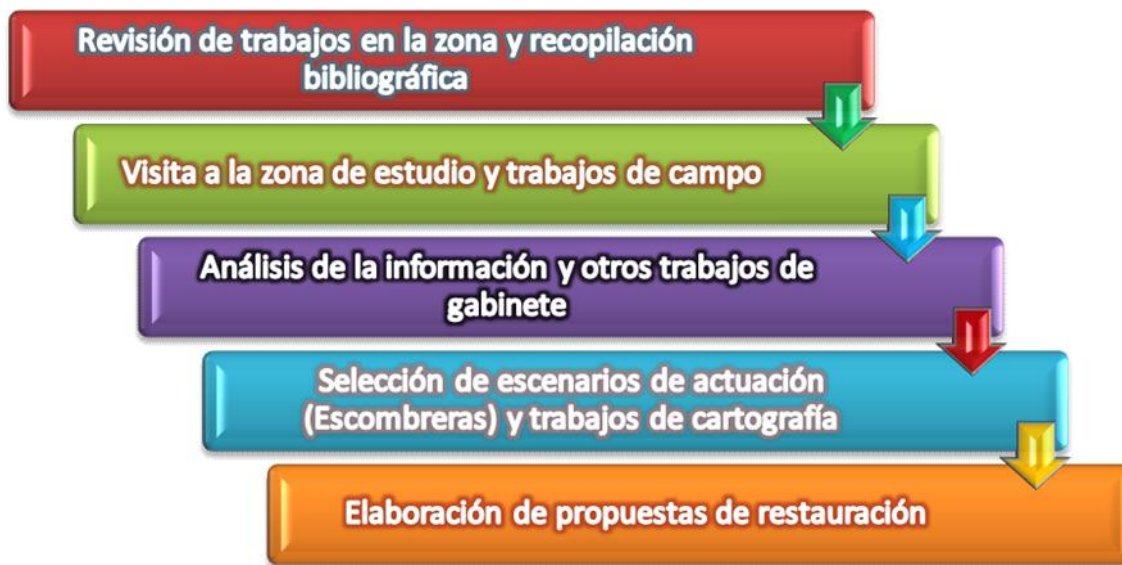 Revisión de trabajos en la zona y recopilación
bibliográfica
Visita a la zona de estudio y trabajos de campo
Análisis de la información y otros trabajos de
gabinete
Selección de escenarios de actuación
(Escombreras) y trabajos de cartografía
Elaboración de propuestas de restauración